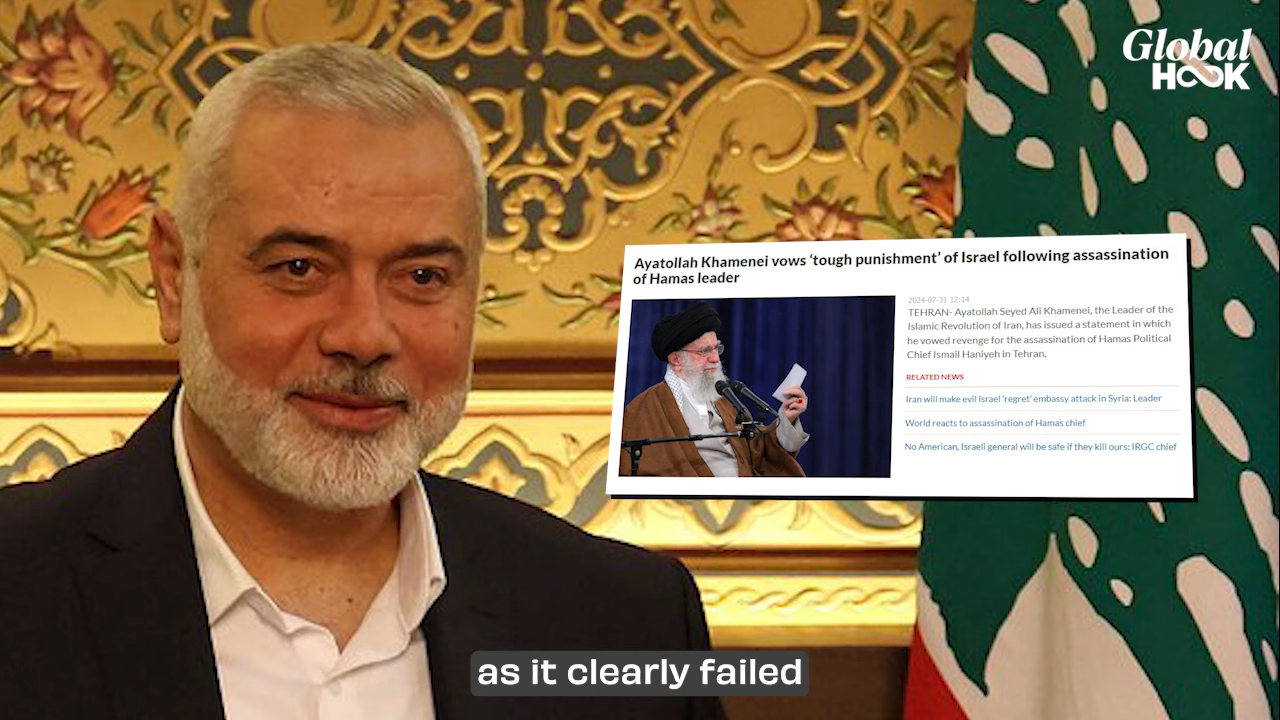 Global
HOOK
Ayatollah Khamenei vows ‘tough punishment’ of Israel following assassination
of Hamas leader
2024-07-31 12:14
TEHRAN- Ayatollah Seyed Ali Khamenei, the Leader of the
Islamic Revolution of Iran, has issued a statement in which
he vowed revenge for the assassination of Hamas Political
Chief Ismail Haniyeh in Tehran.
RELATED NEWS
Iran will make evil Israel ‘regret’ embassy attack in Syria: Leader
World reacts to assassination of Hamas chief
No American, Israeli general will be safe if they kill ours: IRGC chief
as it clearly failed